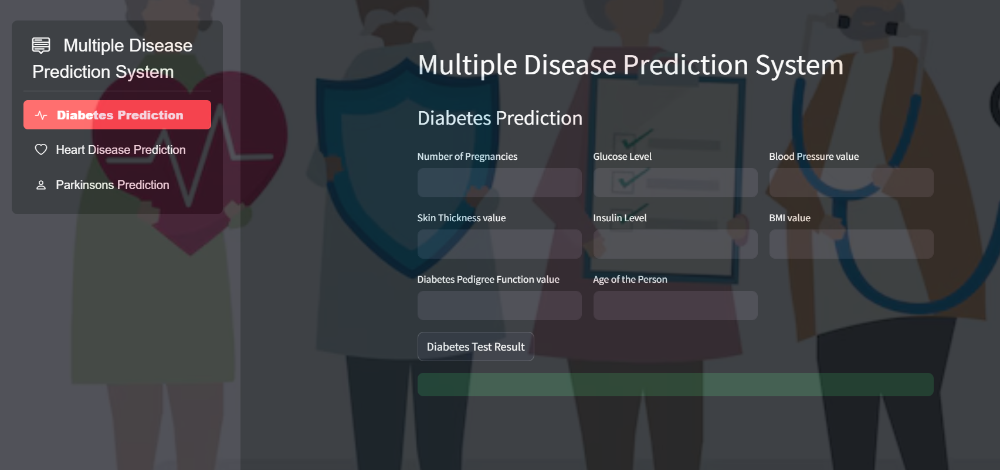 Multiple Disease
Prediction System
Diabetes Prediction
Heart Disease Prediction
Parkinsons Prediction
Multiple Disease Prediction System
Diabetes Prediction
Number of Pregnancies
Glucose Level
Blood Pressure value
Skin Thickness value
Insulin Level
BMI value
Diabetes Pedigree Function value
Age of the Person
Diabetes Test Result